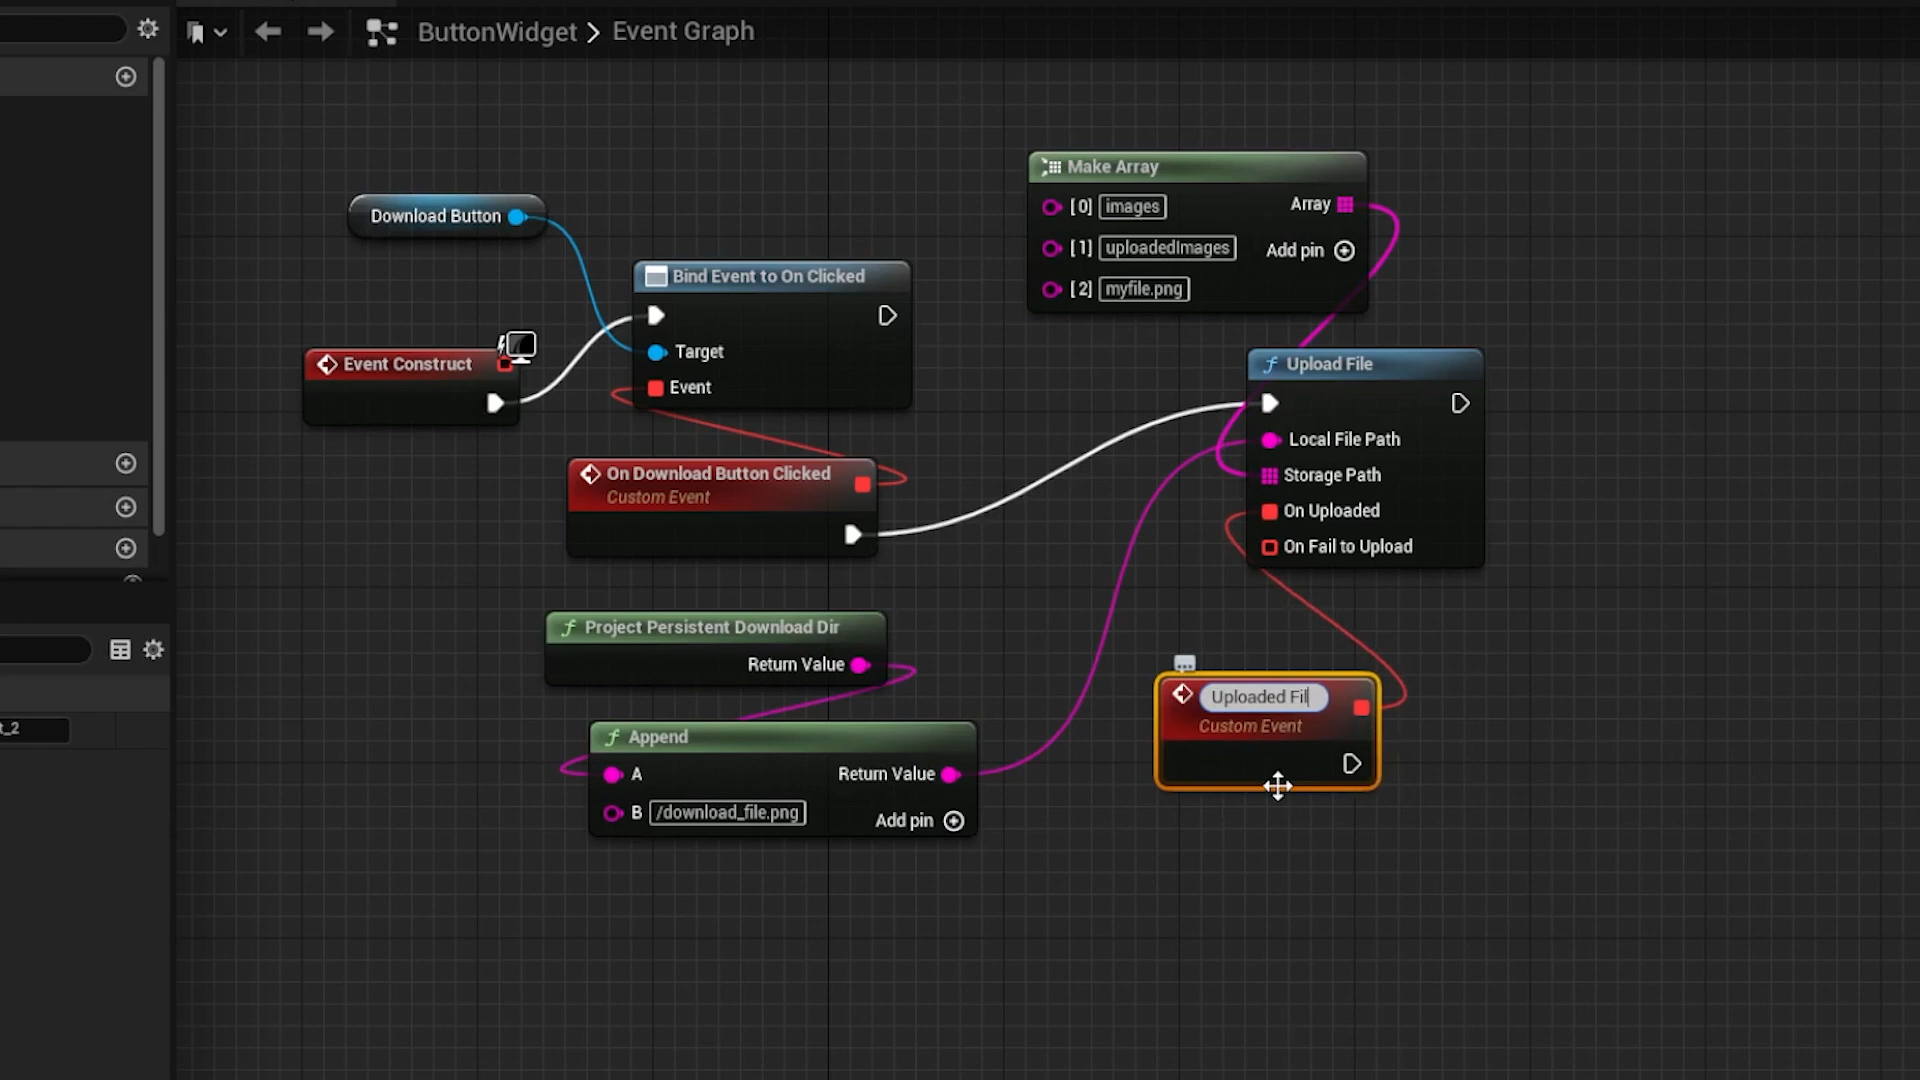 ButtonWidget > Event Graph
Make Array
[0] images
Array
[1] uploadedImages
Add pin
[2] myfile.png
Download Button
Bind Event to On Clicked
Target
Event
Event Construct
Upload File
Local File Path
Storage Path
On Uploaded
On Fail to Upload
On Download Button Clicked
Custom Event
Project Persistent Download Dir
Return Value
Append
A
Return Value
B /download_file.png
Add pin
Uploaded Fil
Custom Event
t_2